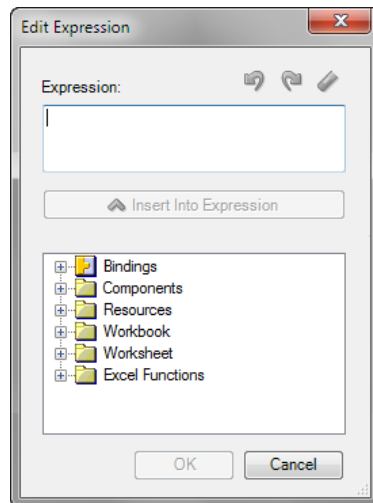 Edit Expression
Expression:
Insert Into Expression
Bindings
Components
Resources
Workbook
Worksheet
Excel Functions
OK
Cancel